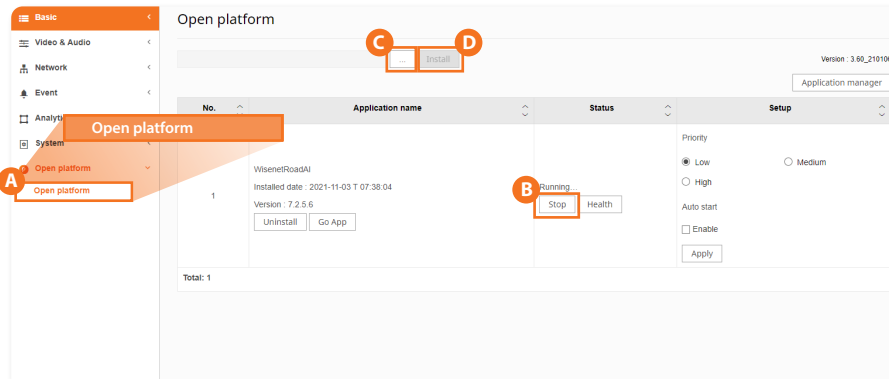 Basic
Video & Audio
Network
Event
Analyti
System
Open platform
Open platform
A
Open platform
Open platform
C
D
...
Install
Version : 3.60_210106
Application manager
No.
Application name
Status
Setup
1
WisenetRoadAI
Installed date : 2021-11-03 T 07:38:04
Version : 7.2.5.6
Uninstall
Go App
B
Running...
Stop
Health
Priority
Low
Medium
High
Auto start
Enable
Apply
Total: 1